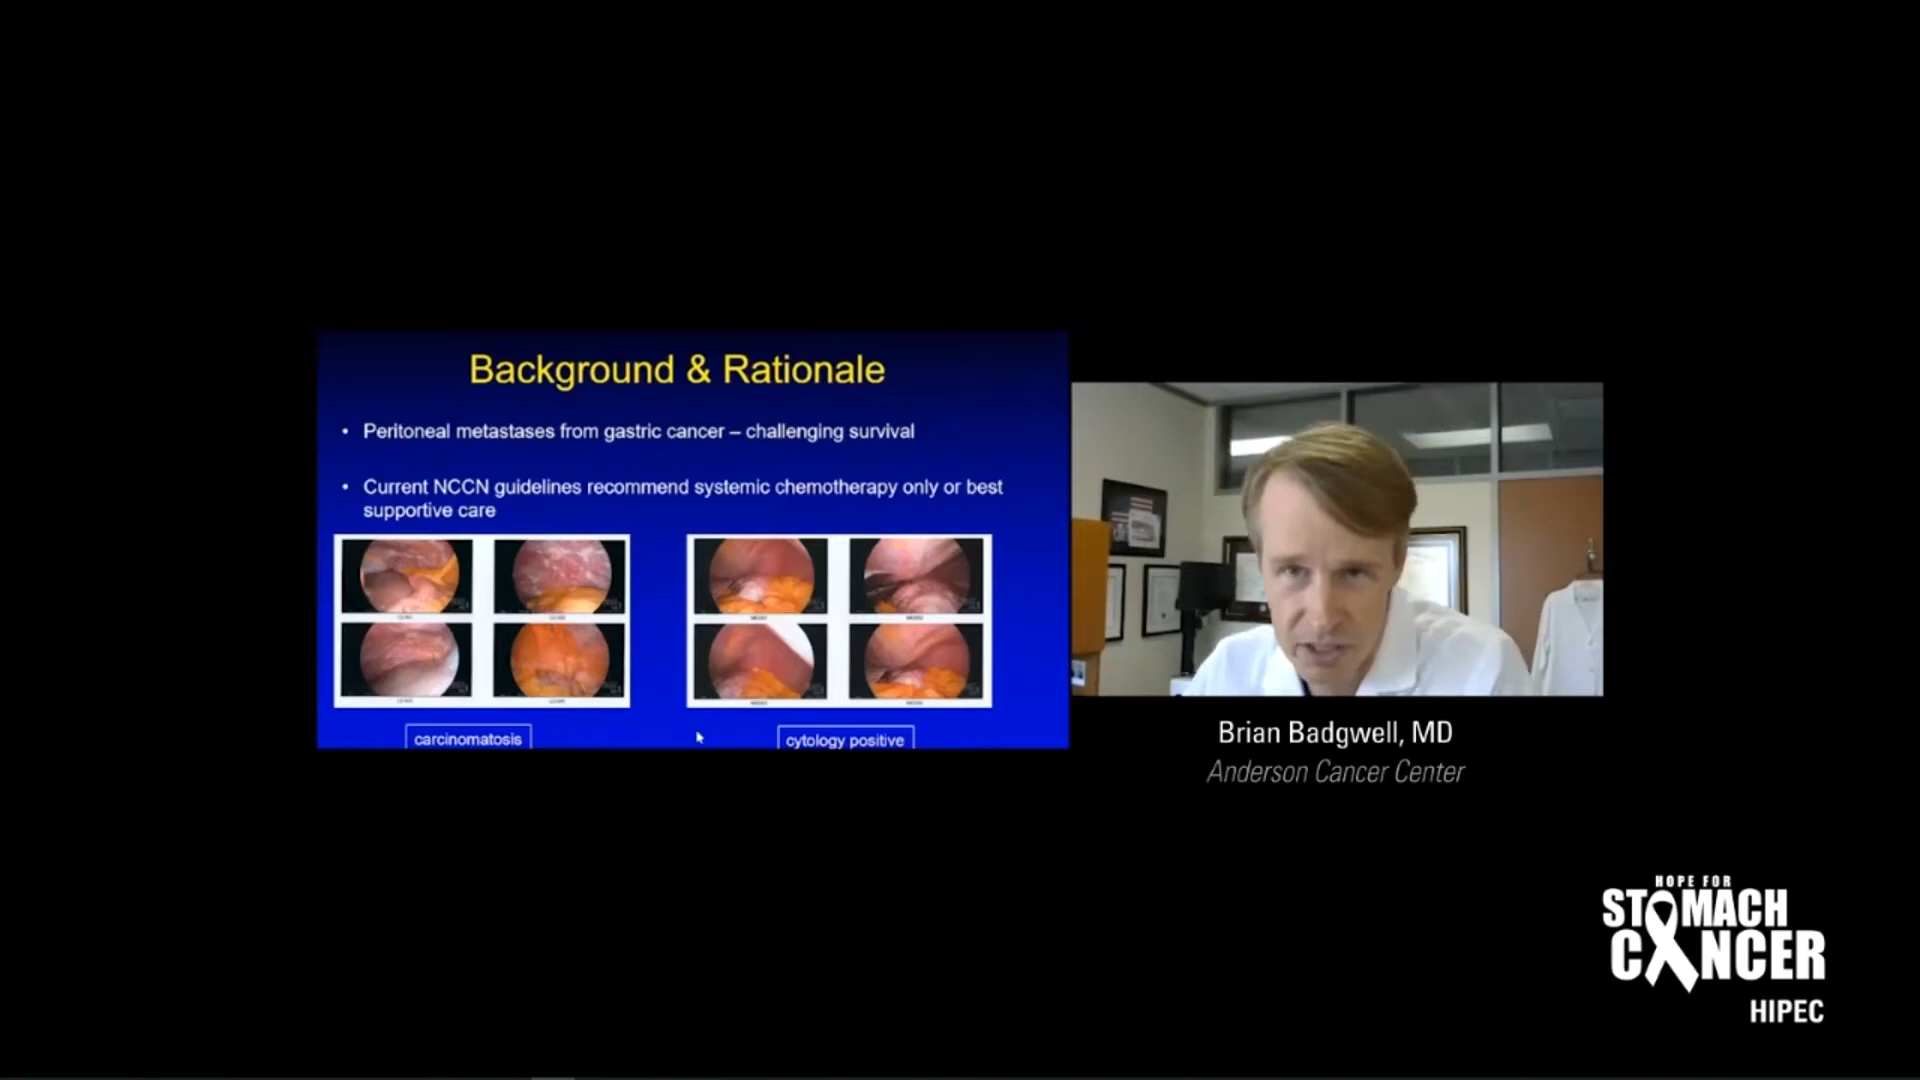 Background & Rationale
• Peritoneal metastases from gastric cancer – challenging survival
• Current NCCN guidelines recommend systemic chemotherapy only or best
supportive care
carcinomatosis
cytology positive
Brian Badgwell, MD
Anderson Cancer Center
HOPE FOR
STOMACH
CANCER
HIPEC